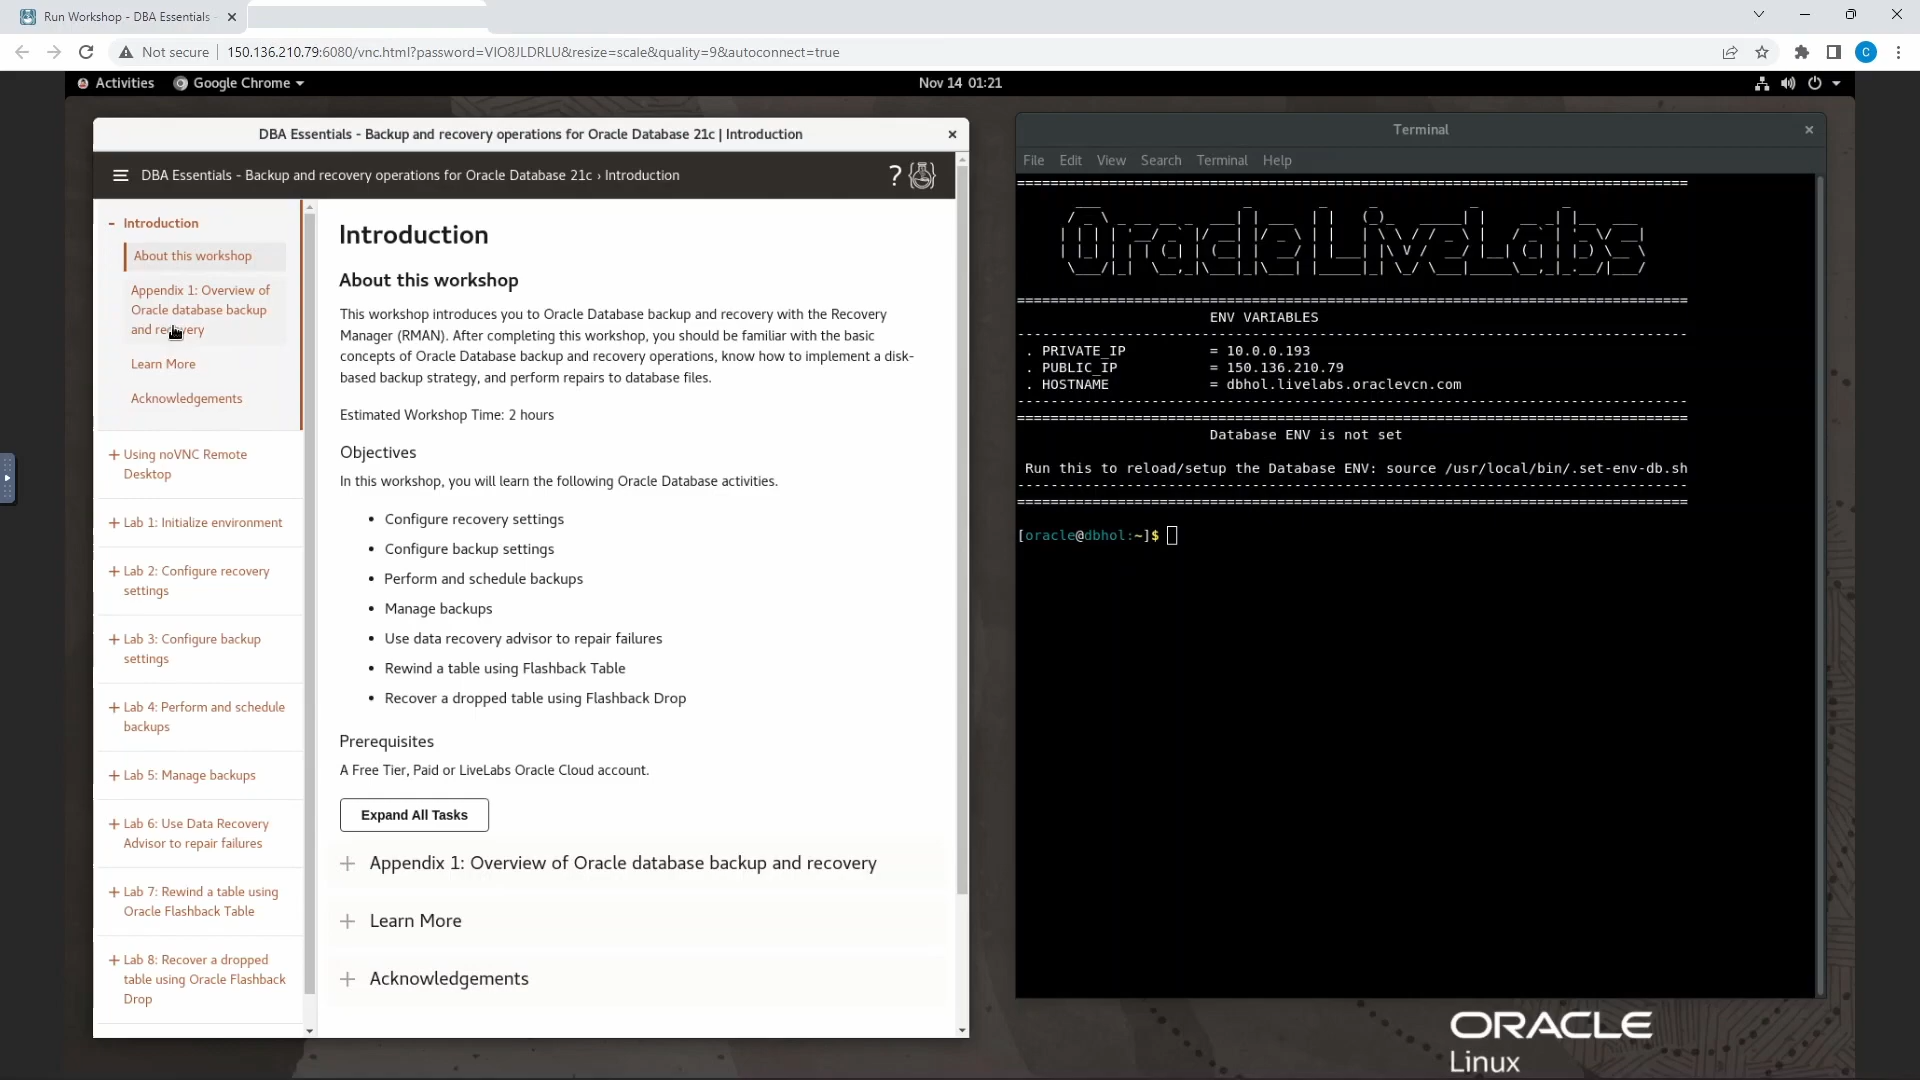 Run Workshop - DBA Essentials
Not secure
150.136.210.79:6080/vnc.html?password=VIO8JLDRLU&resize=scale&quality=9&autoconnect=true
C
Activities
Google Chrome
Nov 14 01:21
DBA Essentials - Backup and recovery operations for Oracle Database 21c | Introduction
DBA Essentials - Backup and recovery operations for Oracle Database 21c › Introduction
?
- Introduction
About this workshop
Appendix 1: Overview of
Oracle database backup
and recovery
Learn More
Acknowledgements
+ Using noVNC Remote
Desktop
+ Lab 1: Initialize environment
+ Lab 2: Configure recovery
settings
+ Lab 3: Configure backup
settings
+ Lab 4: Perform and schedule
backups
+ Lab 5: Manage backups
+ Lab 6: Use Data Recovery
Advisor to repair failures
+ Lab 7: Rewind a table using
Oracle Flashback Table
+ Lab 8: Recover a dropped
table using Oracle Flashback
Drop
Introduction
About this workshop
This workshop introduces you to Oracle Database backup and recovery with the Recovery
Manager (RMAN). After completing this workshop, you should be familiar with the basic
concepts of Oracle Database backup and recovery operations, know how to implement a disk-
based backup strategy, and perform repairs to database files.
Estimated Workshop Time: 2 hours
Objectives
In this workshop, you will learn the following Oracle Database activities.
• Configure recovery settings
• Configure backup settings
• Perform and schedule backups
• Manage backups
• Use data recovery advisor to repair failures
• Rewind a table using Flashback Table
• Recover a dropped table using Flashback Drop
Prerequisites
A Free Tier, Paid or LiveLabs Oracle Cloud account.
Expand All Tasks
+ Appendix 1: Overview of Oracle database backup and recovery
+ Learn More
+ Acknowledgements
Terminal
File Edit View Search Terminal Help
Oracle LiveLabs
ENV VARIABLES
. PRIVATE_IP = 10.0.0.193
. PUBLIC_IP = 150.136.210.79
. HOSTNAME = dbhol.livelabs.oraclevcn.com
Database ENV is not set
Run this to reload/setup the Database ENV: source /usr/local/bin/.set-env-db.sh
[oracle@dbhol:~]$
ORACLE
Linux